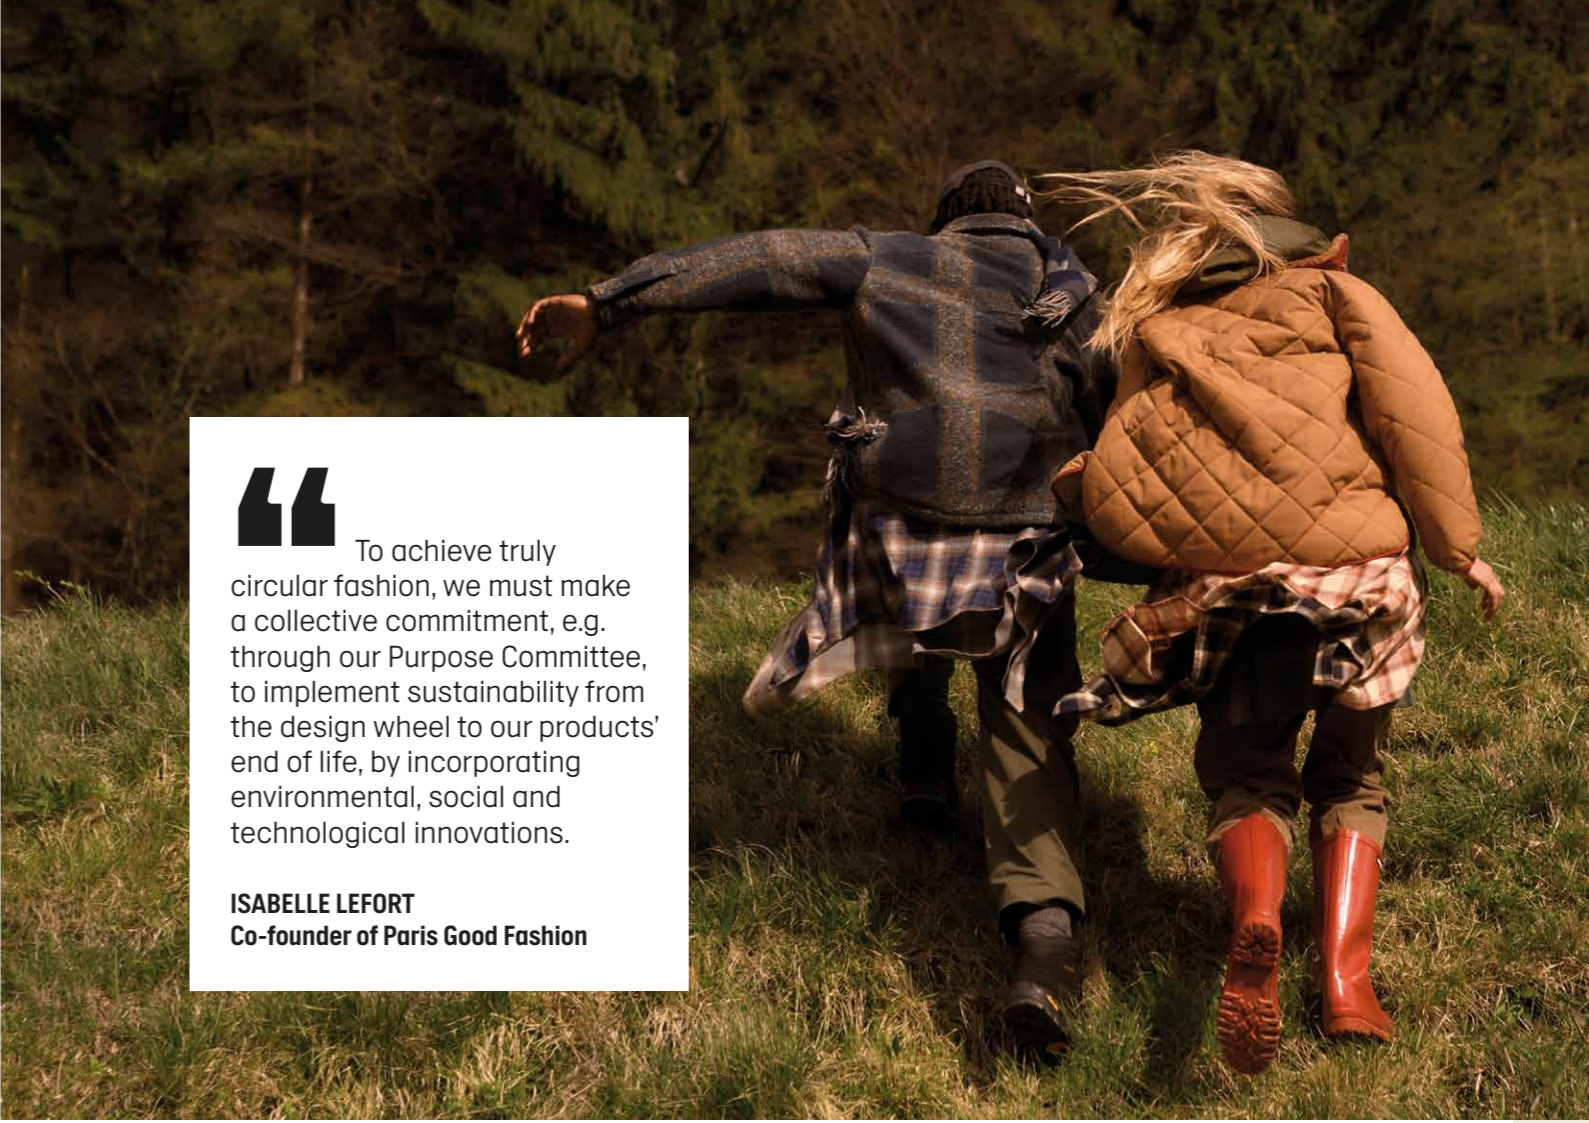 “ To achieve truly
circular fashion, we must make
a collective commitment, e.g.
through our Purpose Committee,
to implement sustainability from
the design wheel to our products’
end of life, by incorporating
environmental, social and
technological innovations.
ISABELLE LEFORT
Co-founder of Paris Good Fashion